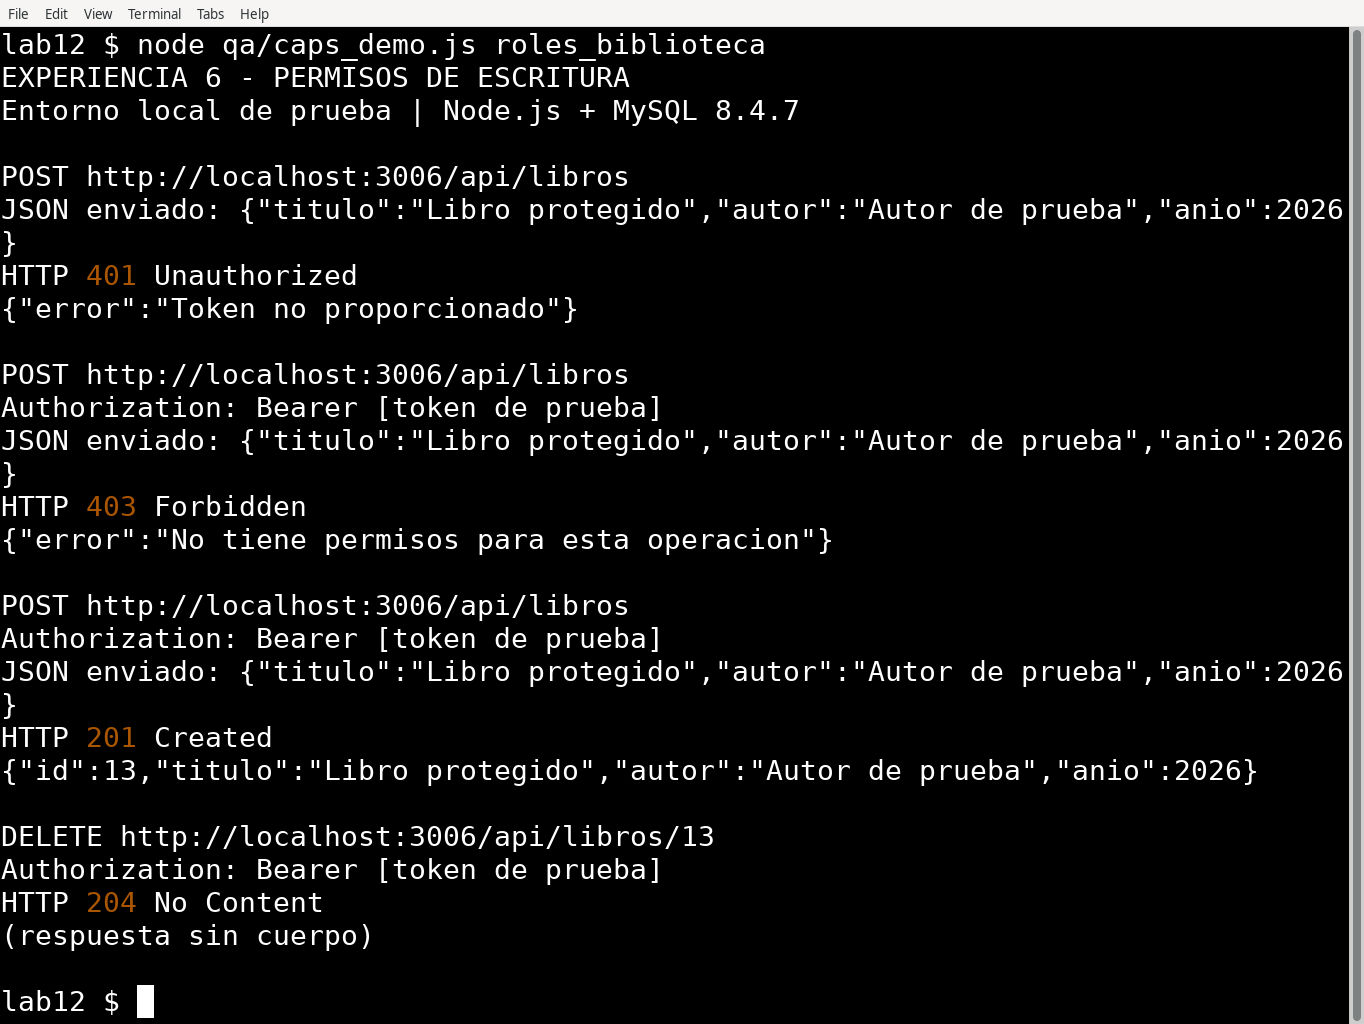 File Edit View Terminal Tabs Help
lab12 $ node qa/caps_demo.js roles_biblioteca
EXPERIENCIA 6 - PERMISOS DE ESCRITURA
Entorno local de prueba | Node.js + MySQL 8.4.7
POST http://localhost:3006/api/libros
JSON enviado: {"titulo":"Libro protegido","autor":"Autor de prueba","anio":2026
}
HTTP 401 Unauthorized
{"error":"Token no proporcionado"}
POST http://localhost:3006/api/libros
Authorization: Bearer [token de prueba]
JSON enviado: {"titulo":"Libro protegido","autor":"Autor de prueba","anio":2026
}
HTTP 403 Forbidden
{"error":"No tiene permisos para esta operacion"}
POST http://localhost:3006/api/libros
Authorization: Bearer [token de prueba]
JSON enviado: {"titulo":"Libro protegido","autor":"Autor de prueba","anio":2026
}
HTTP 201 Created
{"id":13,"titulo":"Libro protegido","autor":"Autor de prueba","anio":2026}
DELETE http://localhost:3006/api/libros/13
Authorization: Bearer [token de prueba]
HTTP 204 No Content
(respuesta sin cuerpo)
lab12 $